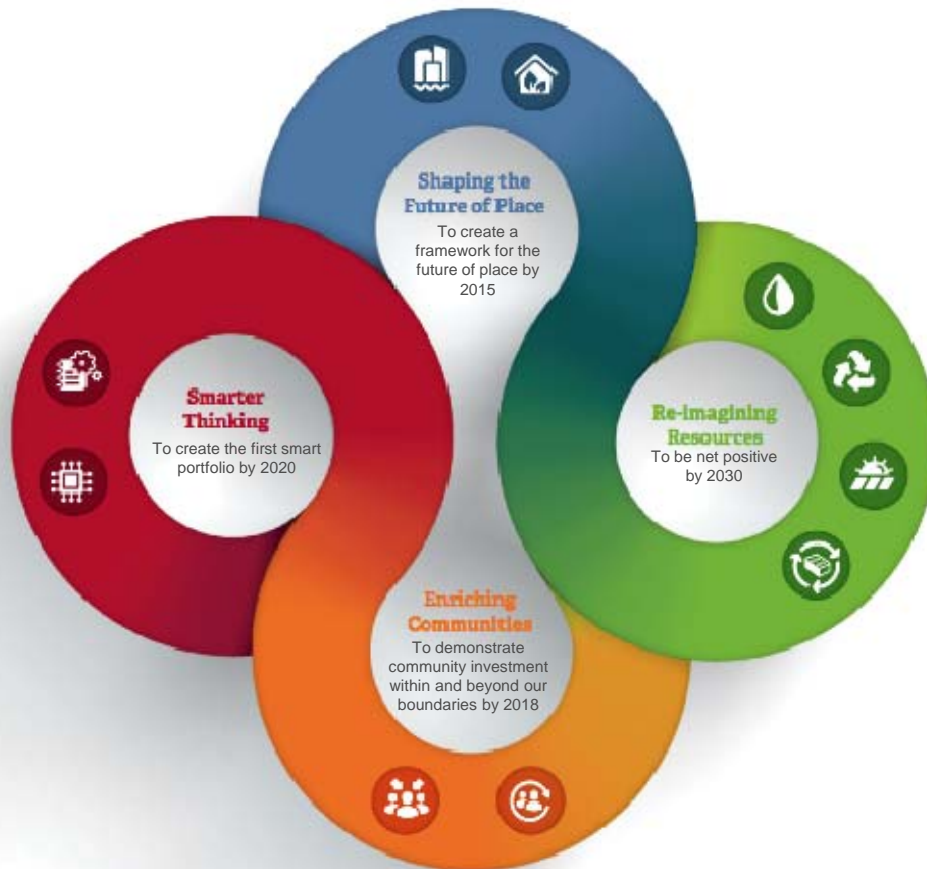 Shaping the
Future of Place
To create a
framework for the
future of place by
2015
Smarter
Thinking
To create the first smart
portfolio by 2020
Re-imagining
Resources
To be net positive
by 2030
Enriching
Communities
To demonstrate
community investment
within and beyond our
boundaries by 2018